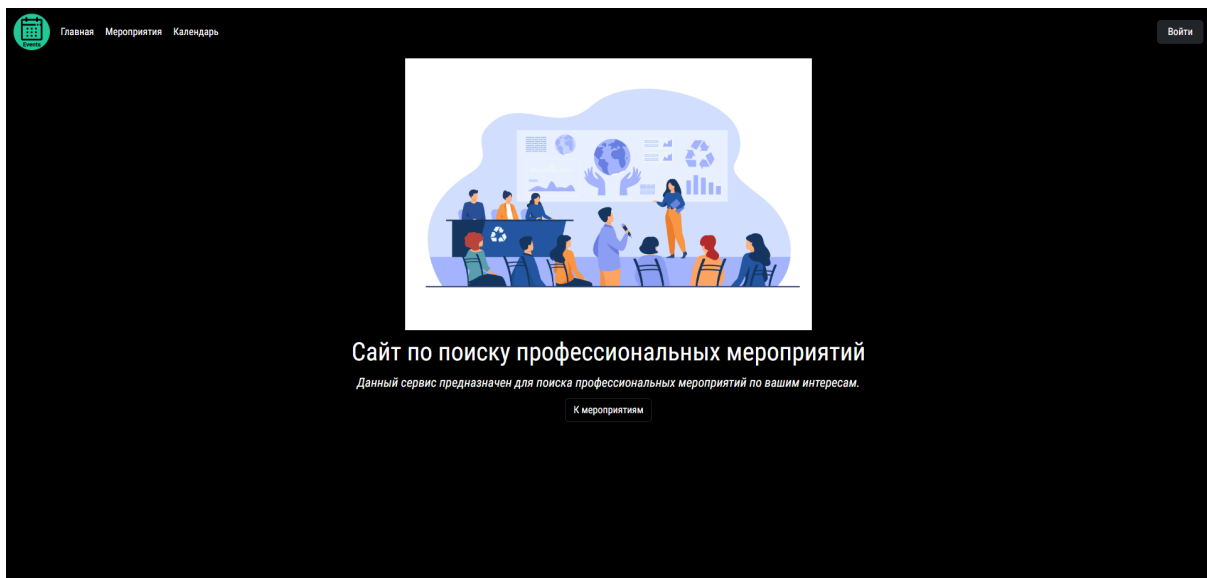 Events
Главная Мероприятия Календарь
Войти
Сайт по поиску профессиональных мероприятий
Данный сервис предназначен для поиска профессиональных мероприятий по вашим интересам.
К мероприятиям